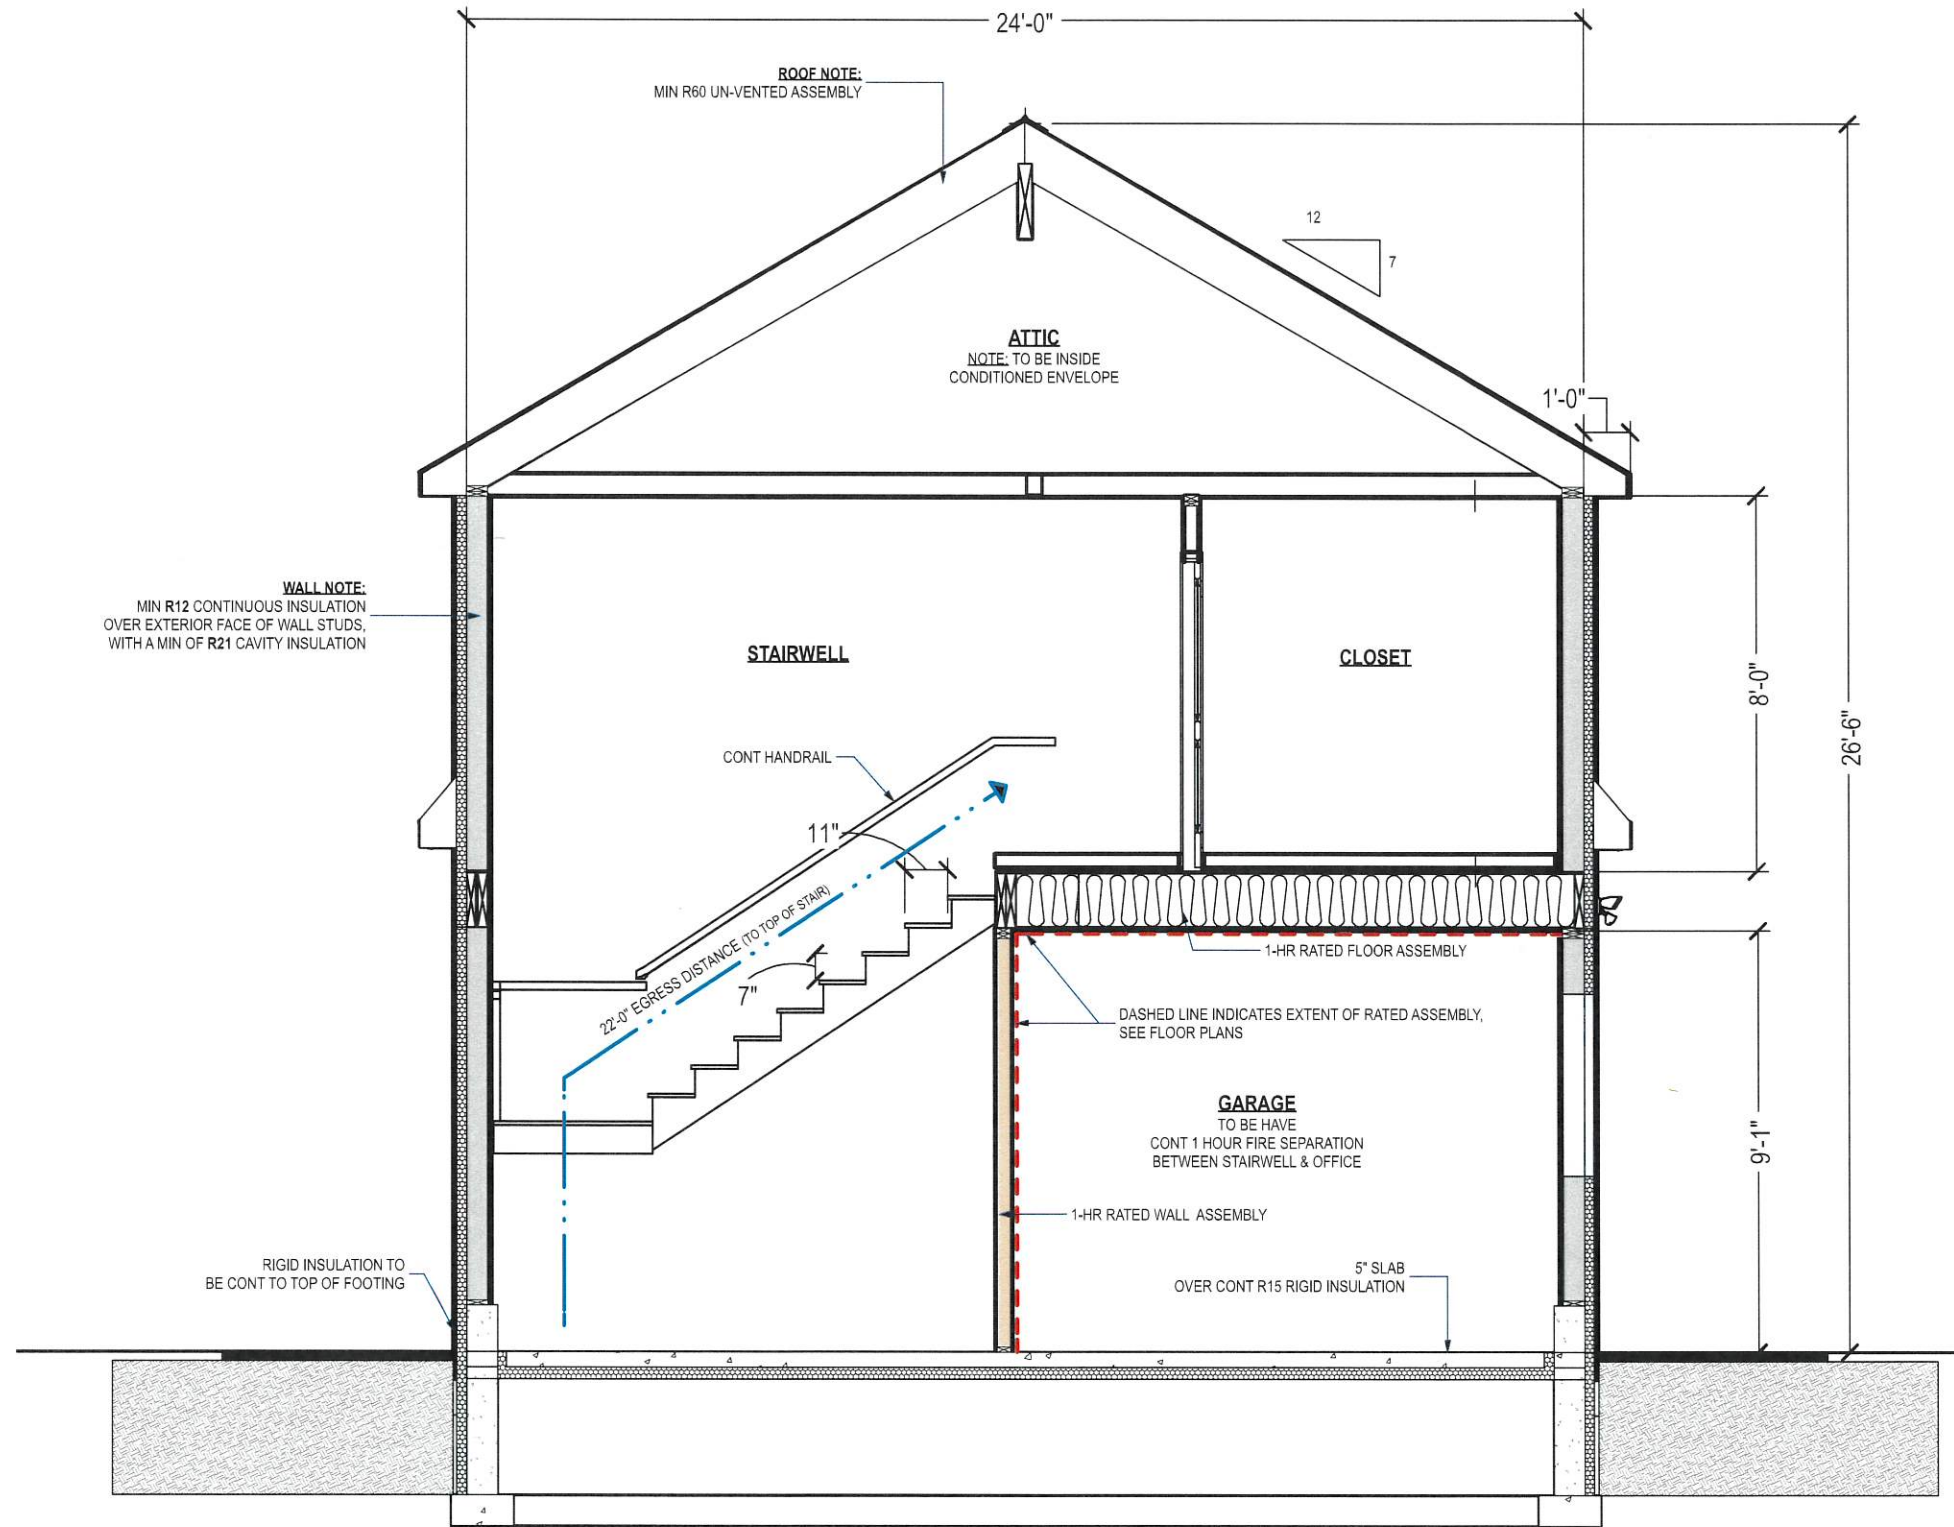 24'-0"
ROOF NOTE:
MIN R60 UN-VENTED ASSEMBLY
12
7
ATTIC
NOTE: TO BE INSIDE
CONDITIONED ENVELOPE
1'-0"
WALL NOTE:
MIN R12 CONTINUOUS INSULATION
OVER EXTERIOR FACE OF WALL STUDS,
WITH A MIN OF R21 CAVITY INSULATION
STAIRWELL
CLOSET
8'-0"
26'-6"
CONT HANDRAIL
11"
22'-0" EGRESS DISTANCE (TO TOP OF STAIR)
7"
1-HR RATED FLOOR ASSEMBLY
DASHED LINE INDICATES EXTENT OF RATED ASSEMBLY,
SEE FLOOR PLANS
GARAGE
TO BE HAVE
CONT 1 HOUR FIRE SEPARATION
BETWEEN STAIRWELL & OFFICE
9'-1"
1-HR RATED WALL ASSEMBLY
RIGID INSULATION TO
BE CONT TO TOP OF FOOTING
5" SLAB
OVER CONT R15 RIGID INSULATION